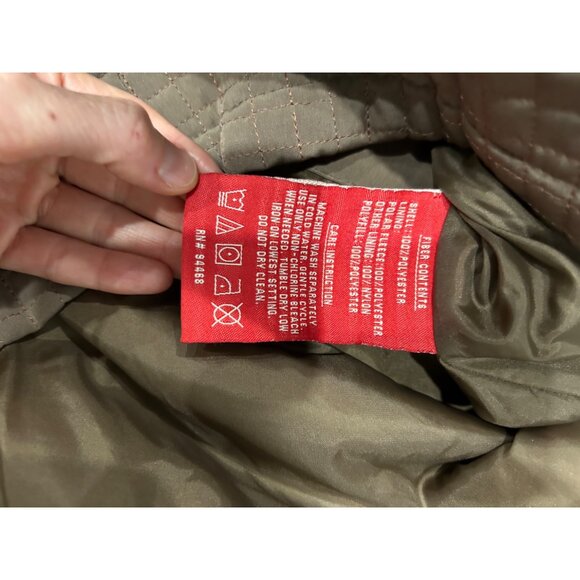 FIBER CONTENTS
SHELL: 100%POLYESTER
LINING:
POLAR FLEECE:100%POLYESTER
OTHER LINING: 100%NYLON
POLYFILL:100%POLYESTER
CARE INSTRUCTION
MACHINE WASH SEPARATELY
IN COLD WATER, GENTLE CYCLE.
USE ONLY NON-CHLORINE BLEACH
WHEN NEEDED. TUMBLE DRY LOW
IRON ON LOWEST SETTING.
DO NOT DRY CLEAN.
RN# 94468